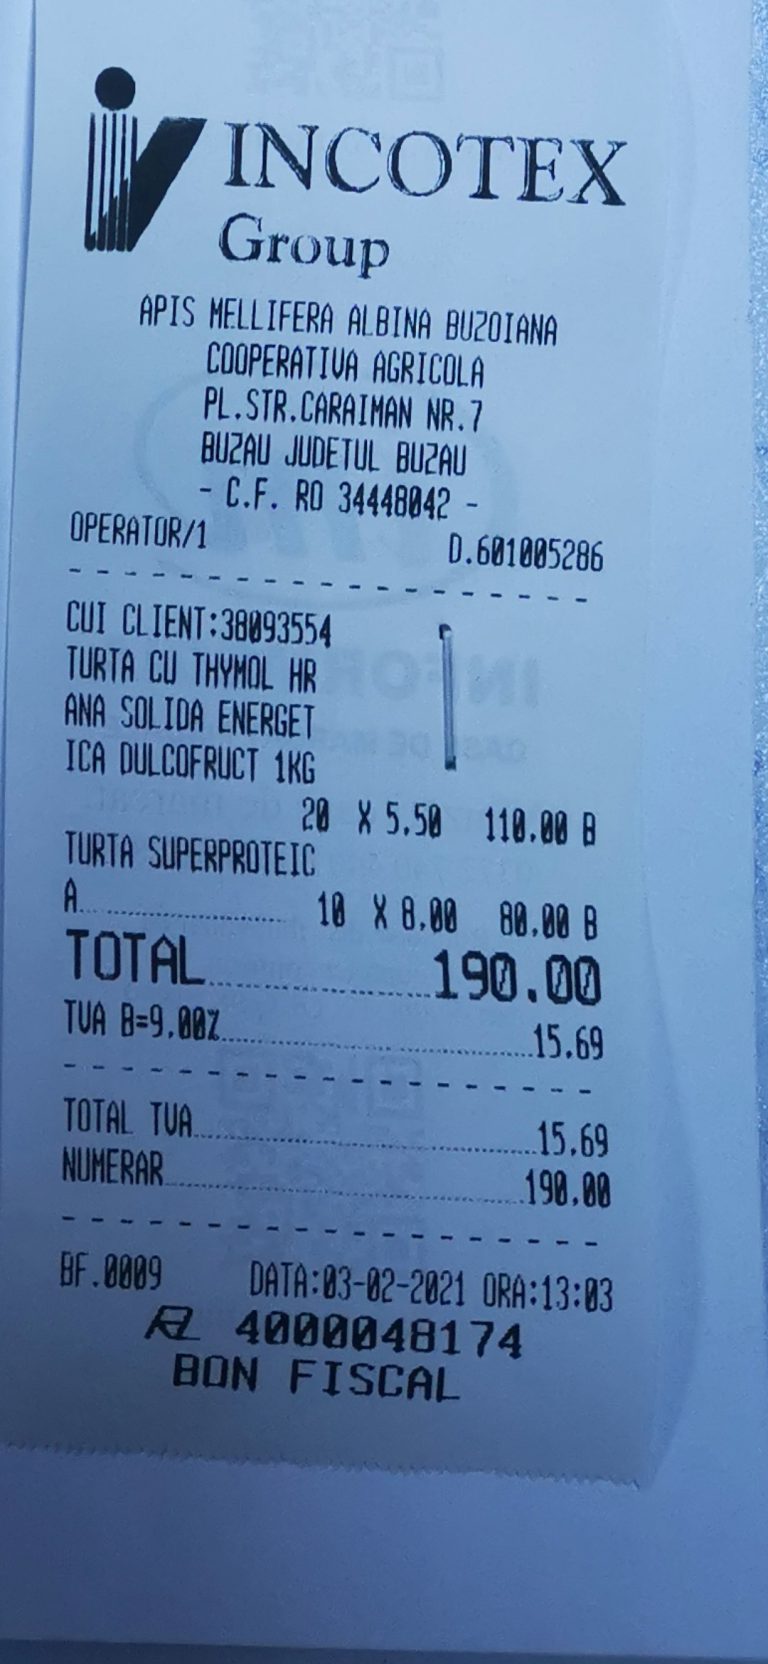 INCOTEX
Group
APIS MELLIFERA ALBINA BUZOIANA
COOPERATIVA AGRICOLA
PL.STR.CARAIMAN NR.7
BUZAU JUDETUL BUZAU
- C.F. RO 34448042 -
OPERATOR/1 D.601005286
CUI CLIENT:38093554
TURTA CU THYMOL HR
ANA SOLIDA ENERGET
ICA DULCOFRUCT 1KG
20 X 5.50 110.00 B
TURTA SUPERPROTEIC
A 10 X 8.00 80.00 B
TOTAL 190.00
TVA B=9.00% 15.69
TOTAL TVA 15.69
NUMERAR 190.00
BF.0009 DATA:03-02-2021 ORA:13:03
4000048174
BON FISCAL